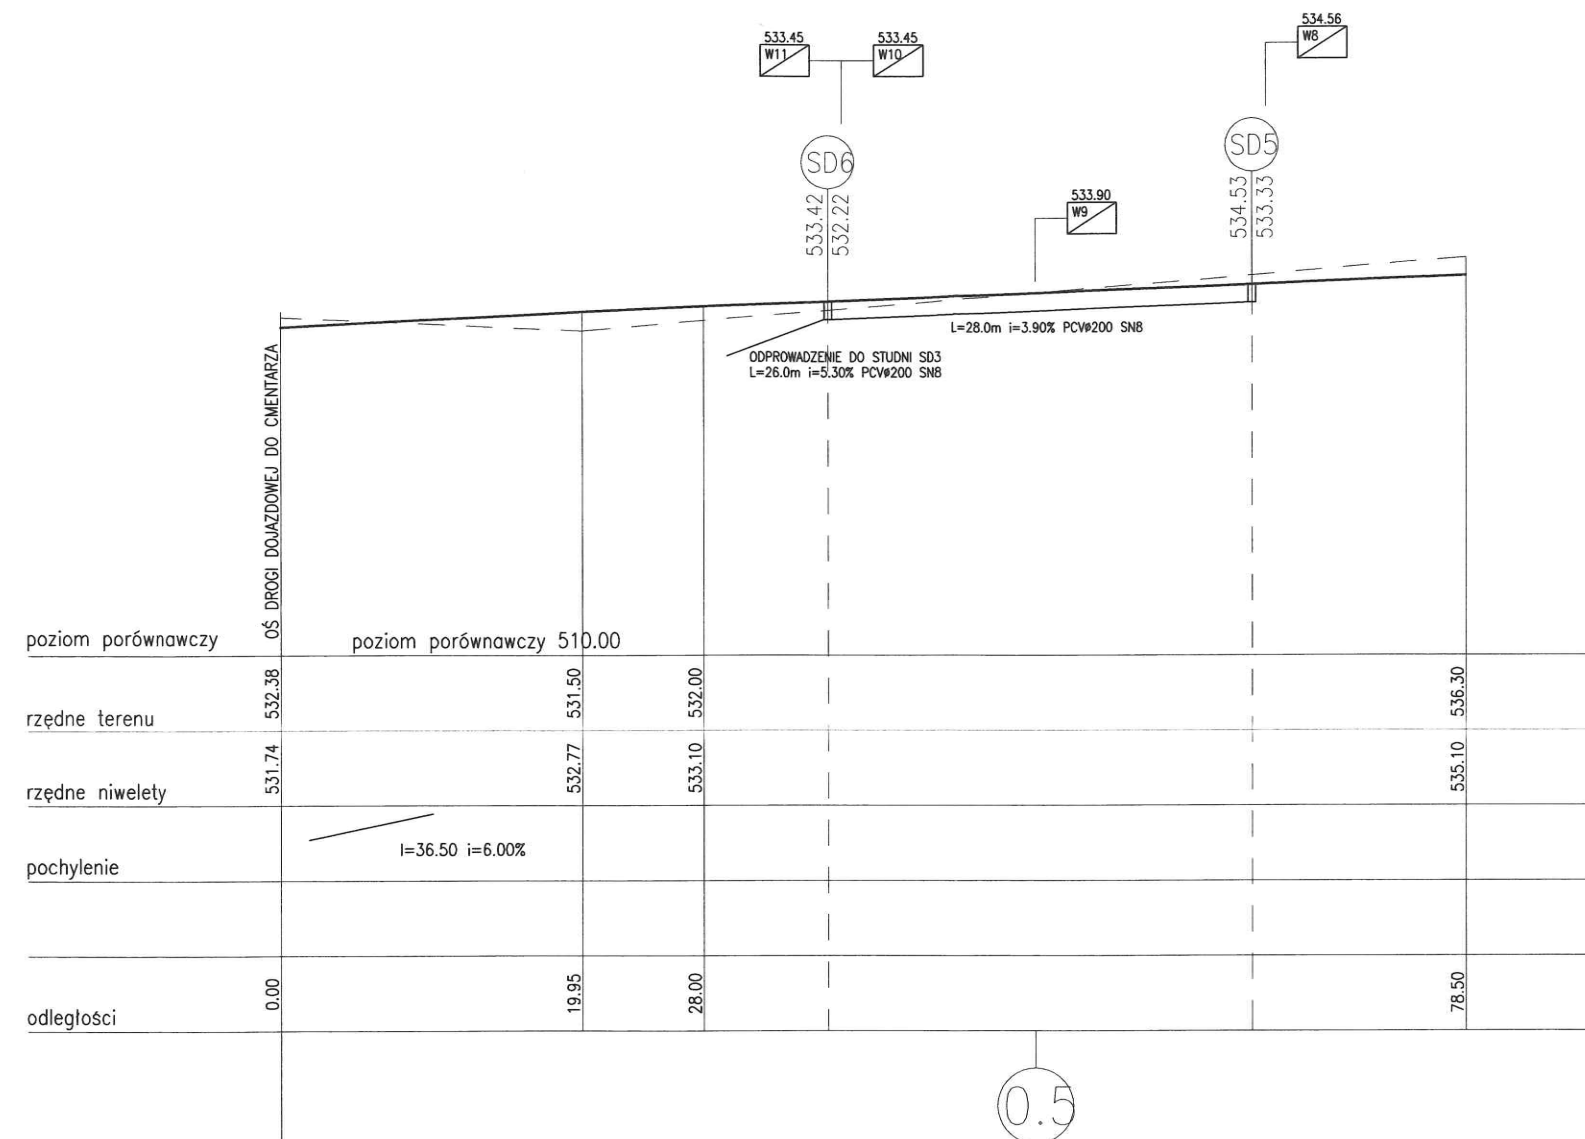 534.56
W8
533.45
W11
533.45
W10
SD6
533.42
532.22
SD5
534.53
533.33
533.90
W9
L=28.0m i=3.90% PCVø200 SN8
ODPROWADZENIE DO STUDNI SD3
L=26.0m i=5.30% PCVø200 SN8
OŚ DROGI DOJAZDOWEJ DO CMENTARZA
poziom porównawczy
poziom porównawczy 510.00
rzędne terenu
532.38
531.50
532.00
536.30
rzędne niwelety
531.74
532.77
533.10
535.10
pochylenie
l=36.50 i=6.00%
odległości
0.00
19.95
28.00
78.50
0.5